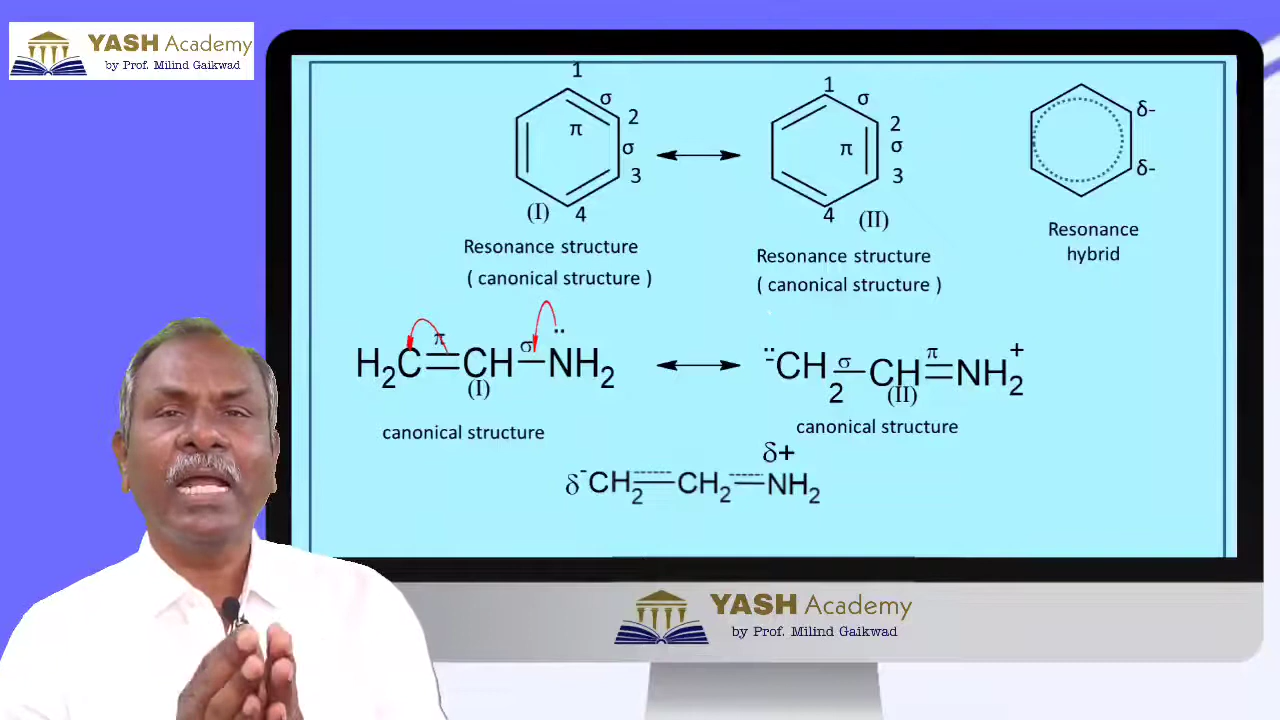 YASH Academy
by Prof. Milind Gaikwad
1
σ
2
π
σ
3
(I)
4
Resonance structure
( canonical structure )
1
σ
2
π
σ
3
4
(II)
Resonance structure
( canonical structure )
δ-
δ-
Resonance
hybrid
π
σ
¨
H₂C=CH–NH₂
(I)
canonical structure
¨
-
σ
π
+
CH₂–CH=NH₂
(II)
canonical structure
δ+
δ-CH₂=CH₂=NH₂
YASH Academy
by Prof. Milind Gaikwad